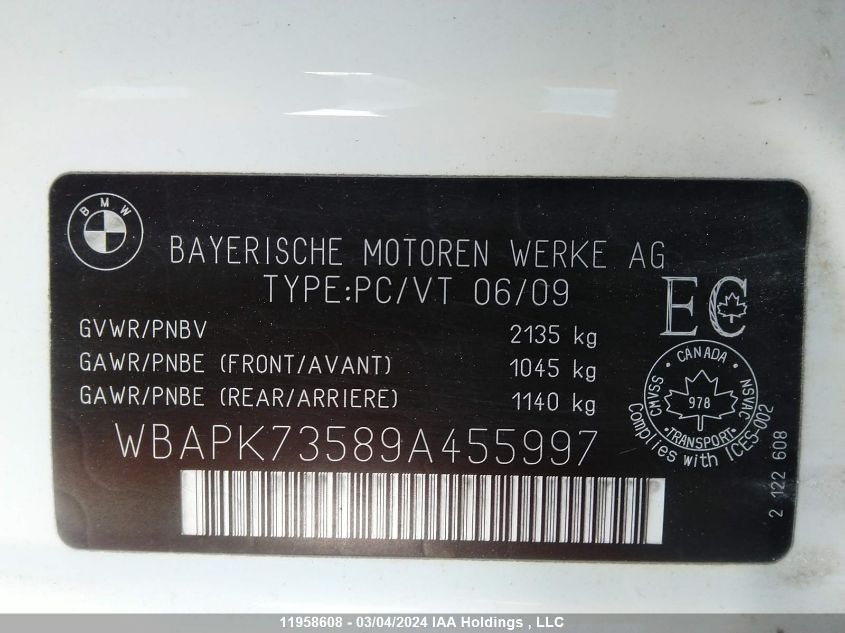 BMW
BAYERISCHE MOTOREN WERKE AG
TYPE:PC/VT 06/09
EC
GVWR/PNBV 2135 kg
GAWR/PNBE (FRONT/AVANT) 1045 kg
GAWR/PNBE (REAR/ARRIERE) 1140 kg
CANADA
CMVSS 978 NSVAC
TRANSPORT
Complies with ICES-002
WBAPK73589A455997
2 122 608
11958608 - 03/04/2024 IAA Holdings , LLC